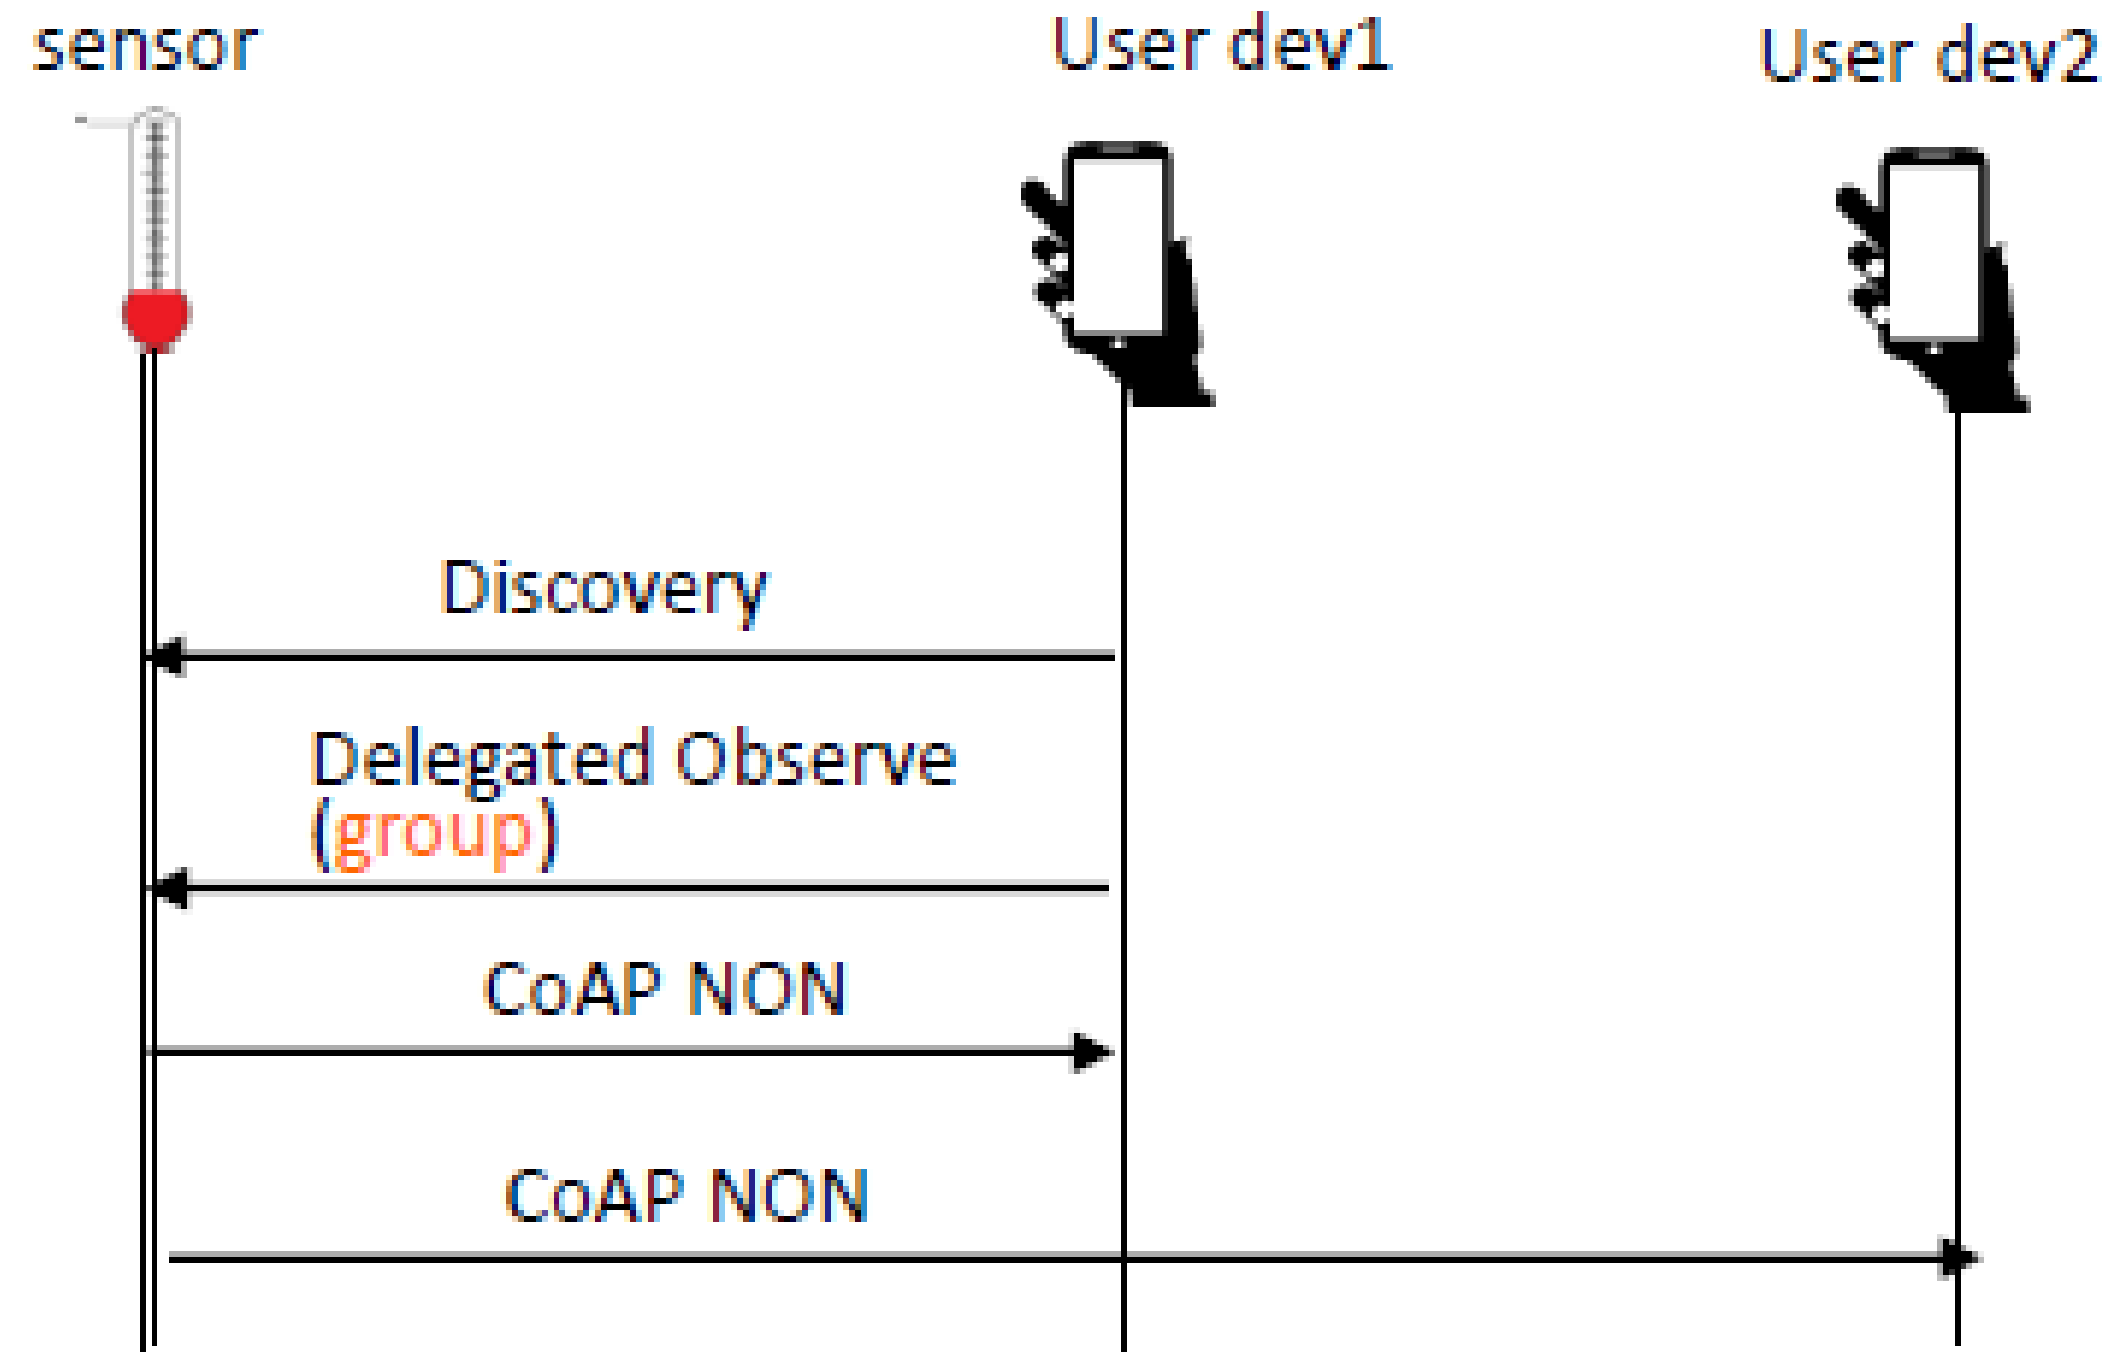 sensor
User dev1
User dev2
Discovery
Delegated Observe
(group)
CoAP NON
CoAP NON